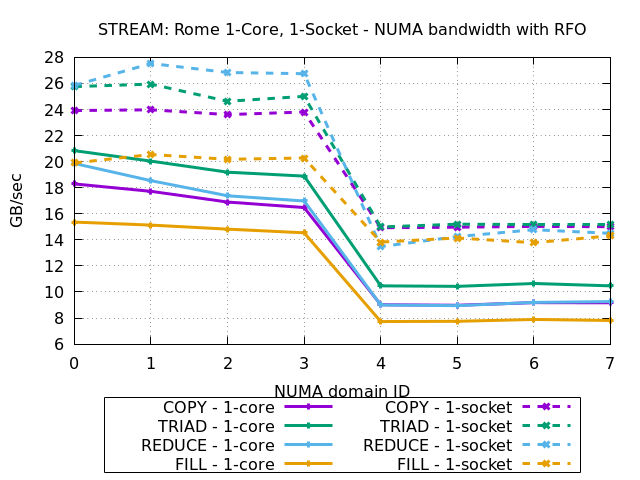 STREAM: Rome 1-Core, 1-Socket - NUMA bandwidth with RFO
28
26
24
22
20
18
16
14
12
10
8
6
GB/sec
0 1 2 3 4 5 6 7
NUMA domain ID
COPY - 1-core COPY - 1-socket
TRIAD - 1-core TRIAD - 1-socket
REDUCE - 1-core REDUCE - 1-socket
FILL - 1-core FILL - 1-socket